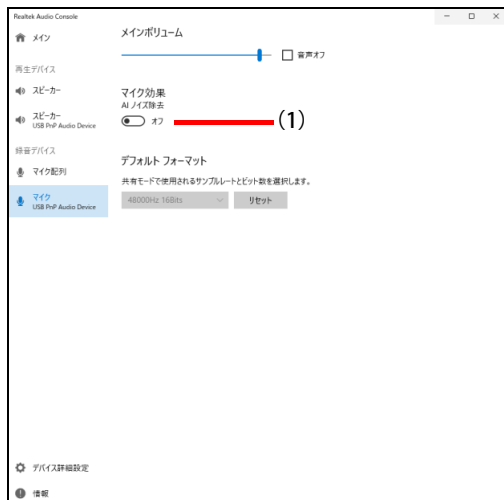 Realtek Audio Console
メイン
再生デバイス
スピーカー
スピーカー
USB PnP Audio Device
録音デバイス
マイク配列
マイク
USB PnP Audio Device
デバイス詳細設定
情報
メインボリューム
音声オフ
マイク効果
AI ノイズ除去
オフ
(1)
デフォルト フォーマット
共有モードで使用されるサンプルレートとビット数を選択します。
48000Hz 16Bits
リセット